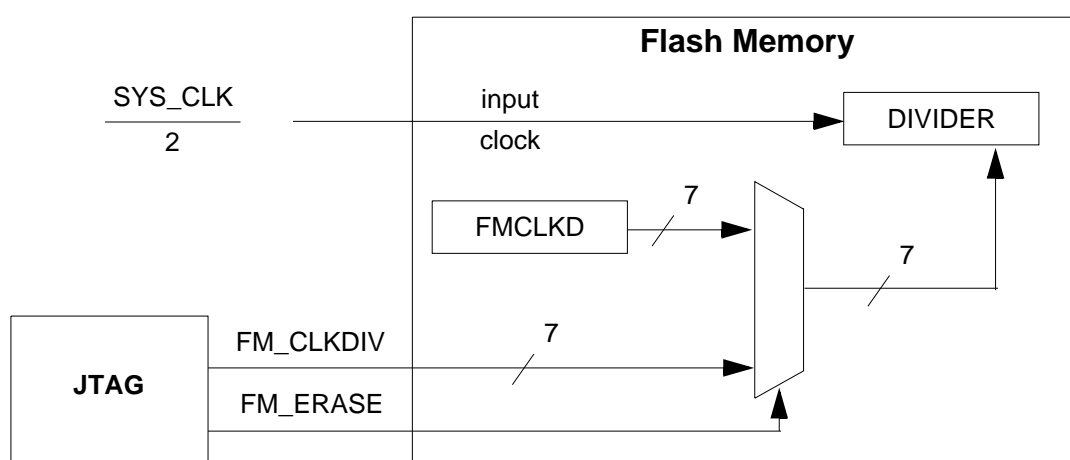 Flash Memory
SYS_CLK
2
input
clock
DIVIDER
7
FMCLKD
7
FM_CLKDIV
7
JTAG
FM_ERASE